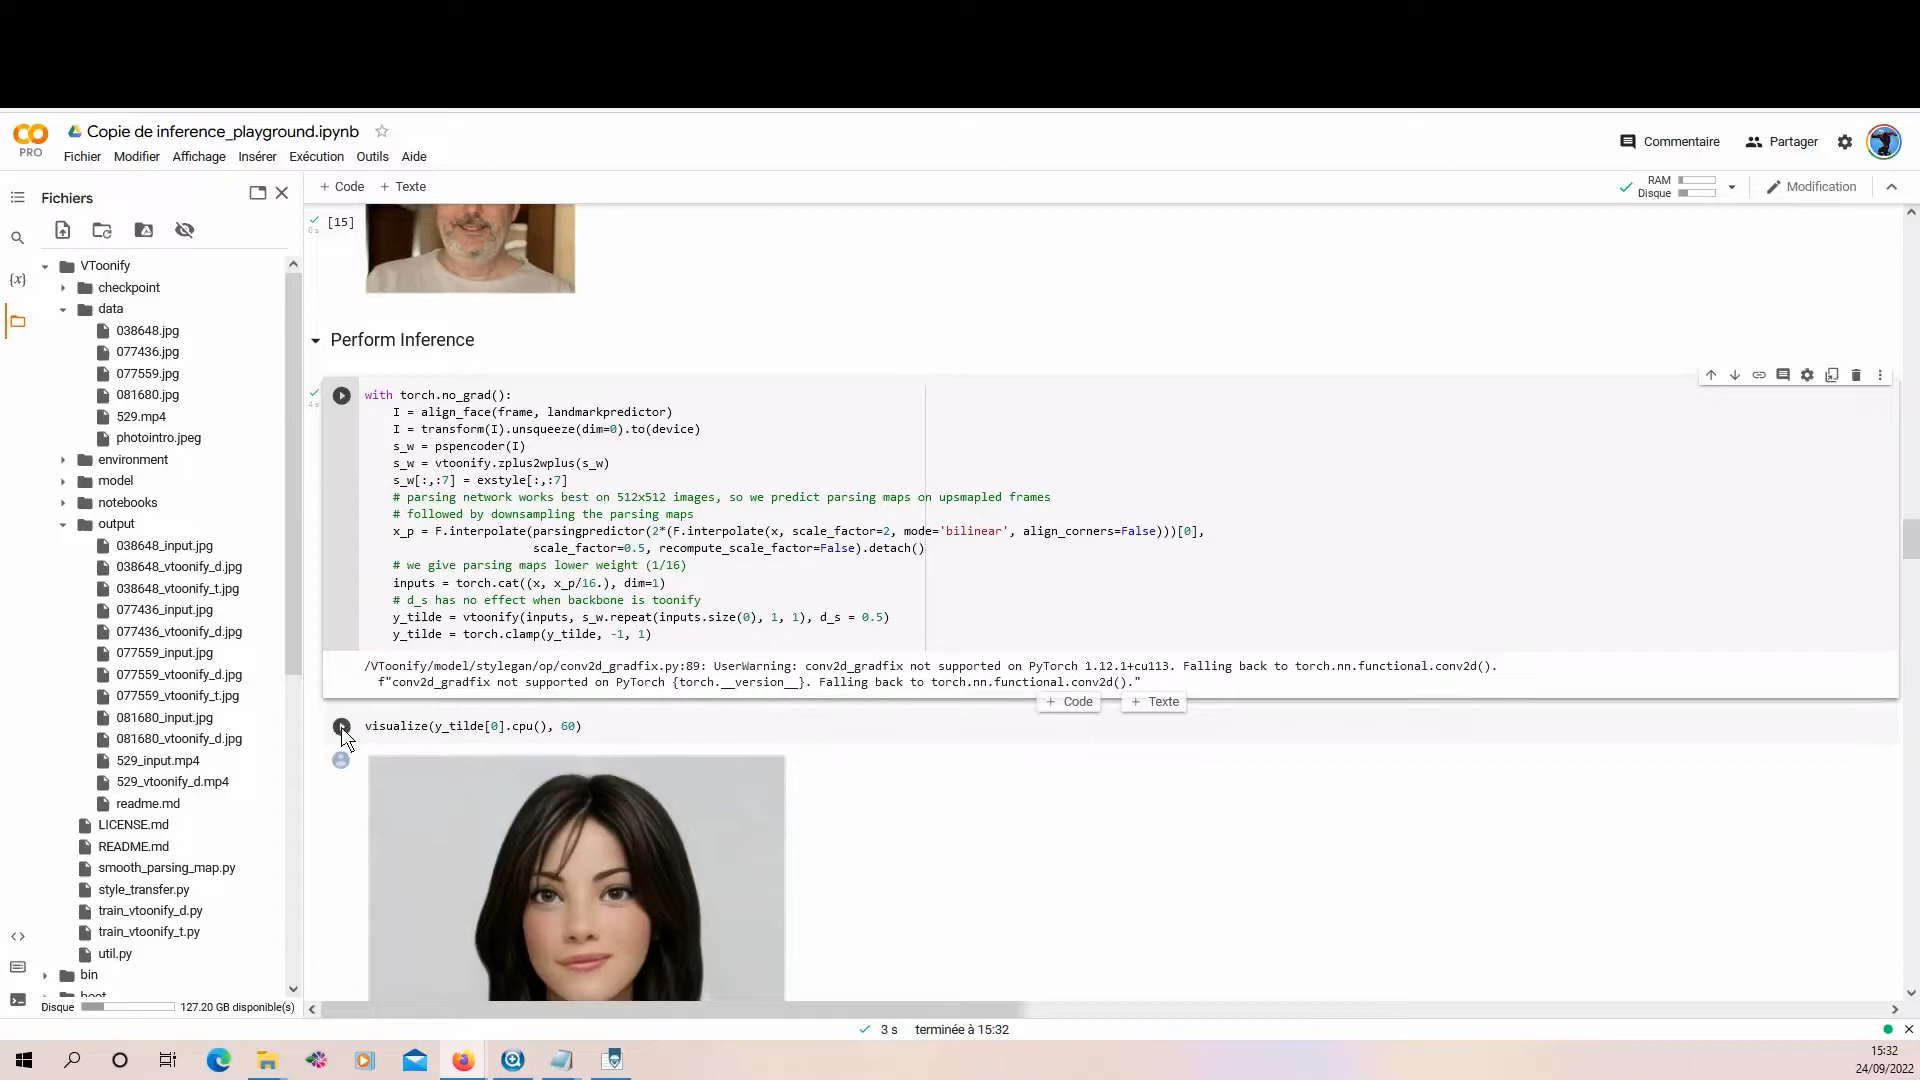 Copie de inference_playground.ipynb
PRO
Fichier Modifier Affichage Insérer Exécution Outils Aide
Commentaire
Partager
+ Code + Texte
RAM
Disque
Modification
Fichiers
{x}
VToonify
checkpoint
data
038648.jpg
077436.jpg
077559.jpg
081680.jpg
529.mp4
photointro.jpeg
environment
model
notebooks
output
038648_input.jpg
038648_vtoonify_d.jpg
038648_vtoonify_t.jpg
077436_input.jpg
077436_vtoonify_d.jpg
077559_input.jpg
077559_vtoonify_d.jpg
077559_vtoonify_t.jpg
081680_input.jpg
081680_vtoonify_d.jpg
529_input.mp4
529_vtoonify_d.mp4
readme.md
LICENSE.md
README.md
smooth_parsing_map.py
style_transfer.py
train_vtoonify_d.py
train_vtoonify_t.py
util.py
bin
boot
Disque 127.20 GB disponible(s)
[15]
0 s
Perform Inference
4 s
with torch.no_grad():
I = align_face(frame, landmarkpredictor)
I = transform(I).unsqueeze(dim=0).to(device)
s_w = pspencoder(I)
s_w = vtoonify.zplus2wplus(s_w)
s_w[:,:7] = exstyle[:,:7]
# parsing network works best on 512x512 images, so we predict parsing maps on upsmapled frames
# followed by downsampling the parsing maps
x_p = F.interpolate(parsingpredictor(2*(F.interpolate(x, scale_factor=2, mode='bilinear', align_corners=False)))[0],
scale_factor=0.5, recompute_scale_factor=False).detach()
# we give parsing maps lower weight (1/16)
inputs = torch.cat((x, x_p/16.), dim=1)
# d_s has no effect when backbone is toonify
y_tilde = vtoonify(inputs, s_w.repeat(inputs.size(0), 1, 1), d_s = 0.5)
y_tilde = torch.clamp(y_tilde, -1, 1)
/VToonify/model/stylegan/op/conv2d_gradfix.py:89: UserWarning: conv2d_gradfix not supported on PyTorch 1.12.1+cu113. Falling back to torch.nn.functional.conv2d().
f"conv2d_gradfix not supported on PyTorch {torch.__version__}. Falling back to torch.nn.functional.conv2d()."
+ Code + Texte
visualize(y_tilde[0].cpu(), 60)
3 s terminée à 15:32
15:32
24/09/2022